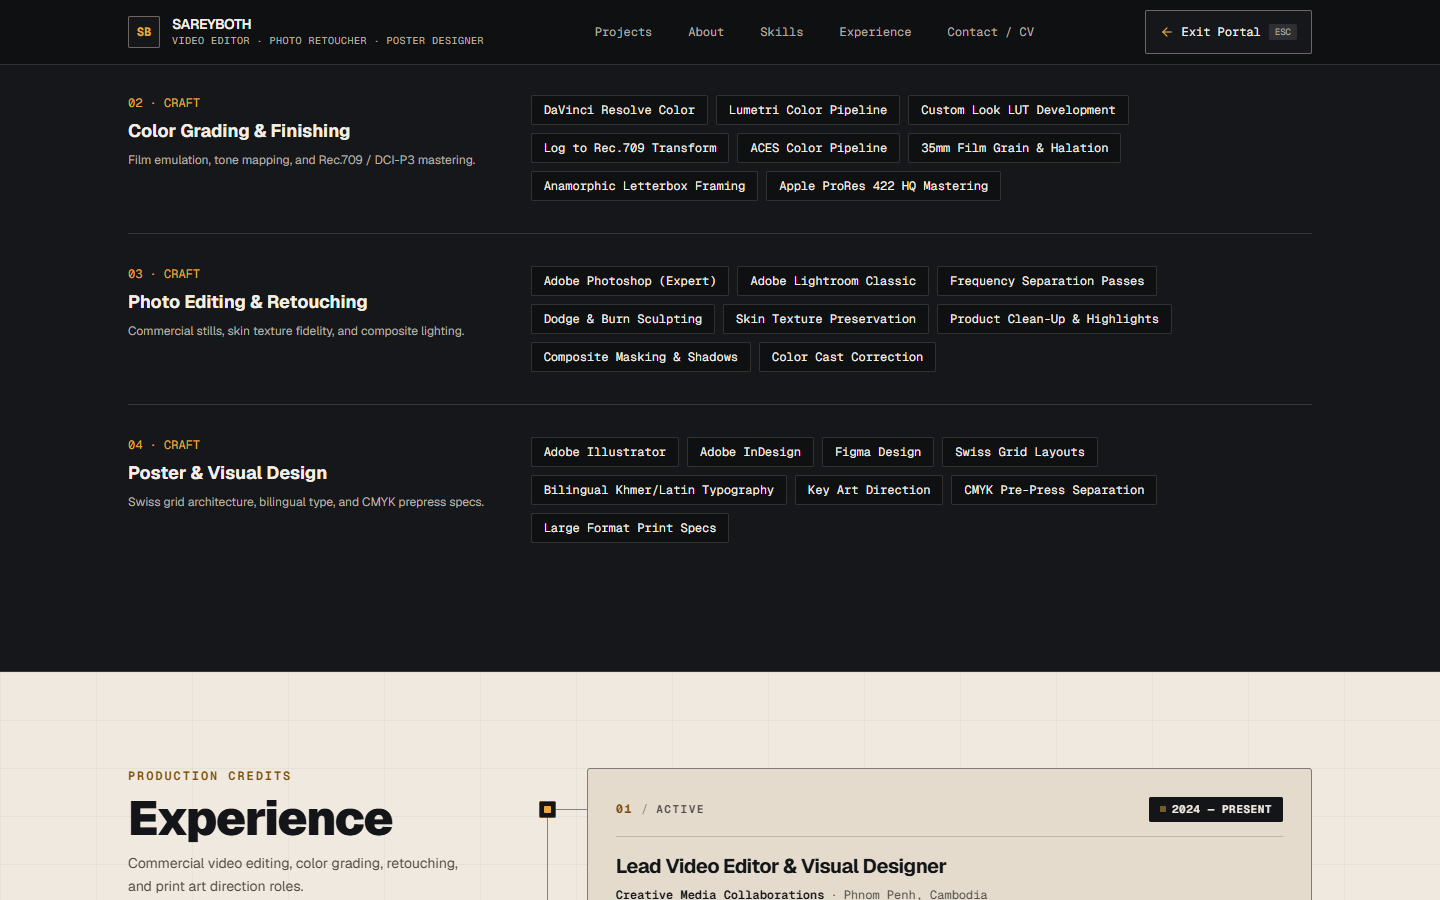 SB
SAREYBOTH
VIDEO EDITOR · PHOTO RETOUCHER · POSTER DESIGNER
Projects
About
Skills
Experience
Contact / CV
← Exit Portal ESC
02 · CRAFT
Color Grading & Finishing
Film emulation, tone mapping, and Rec.709 / DCI-P3 mastering.
DaVinci Resolve Color
Lumetri Color Pipeline
Custom Look LUT Development
Log to Rec.709 Transform
ACES Color Pipeline
35mm Film Grain & Halation
Anamorphic Letterbox Framing
Apple ProRes 422 HQ Mastering
03 · CRAFT
Photo Editing & Retouching
Commercial stills, skin texture fidelity, and composite lighting.
Adobe Photoshop (Expert)
Adobe Lightroom Classic
Frequency Separation Passes
Dodge & Burn Sculpting
Skin Texture Preservation
Product Clean-Up & Highlights
Composite Masking & Shadows
Color Cast Correction
04 · CRAFT
Poster & Visual Design
Swiss grid architecture, bilingual type, and CMYK prepress specs.
Adobe Illustrator
Adobe InDesign
Figma Design
Swiss Grid Layouts
Bilingual Khmer/Latin Typography
Key Art Direction
CMYK Pre-Press Separation
Large Format Print Specs
PRODUCTION CREDITS
Experience
Commercial video editing, color grading, retouching,
and print art direction roles.
01 / ACTIVE
2024 — PRESENT
Lead Video Editor & Visual Designer
Creative Media Collaborations · Phnom Penh, Cambodia